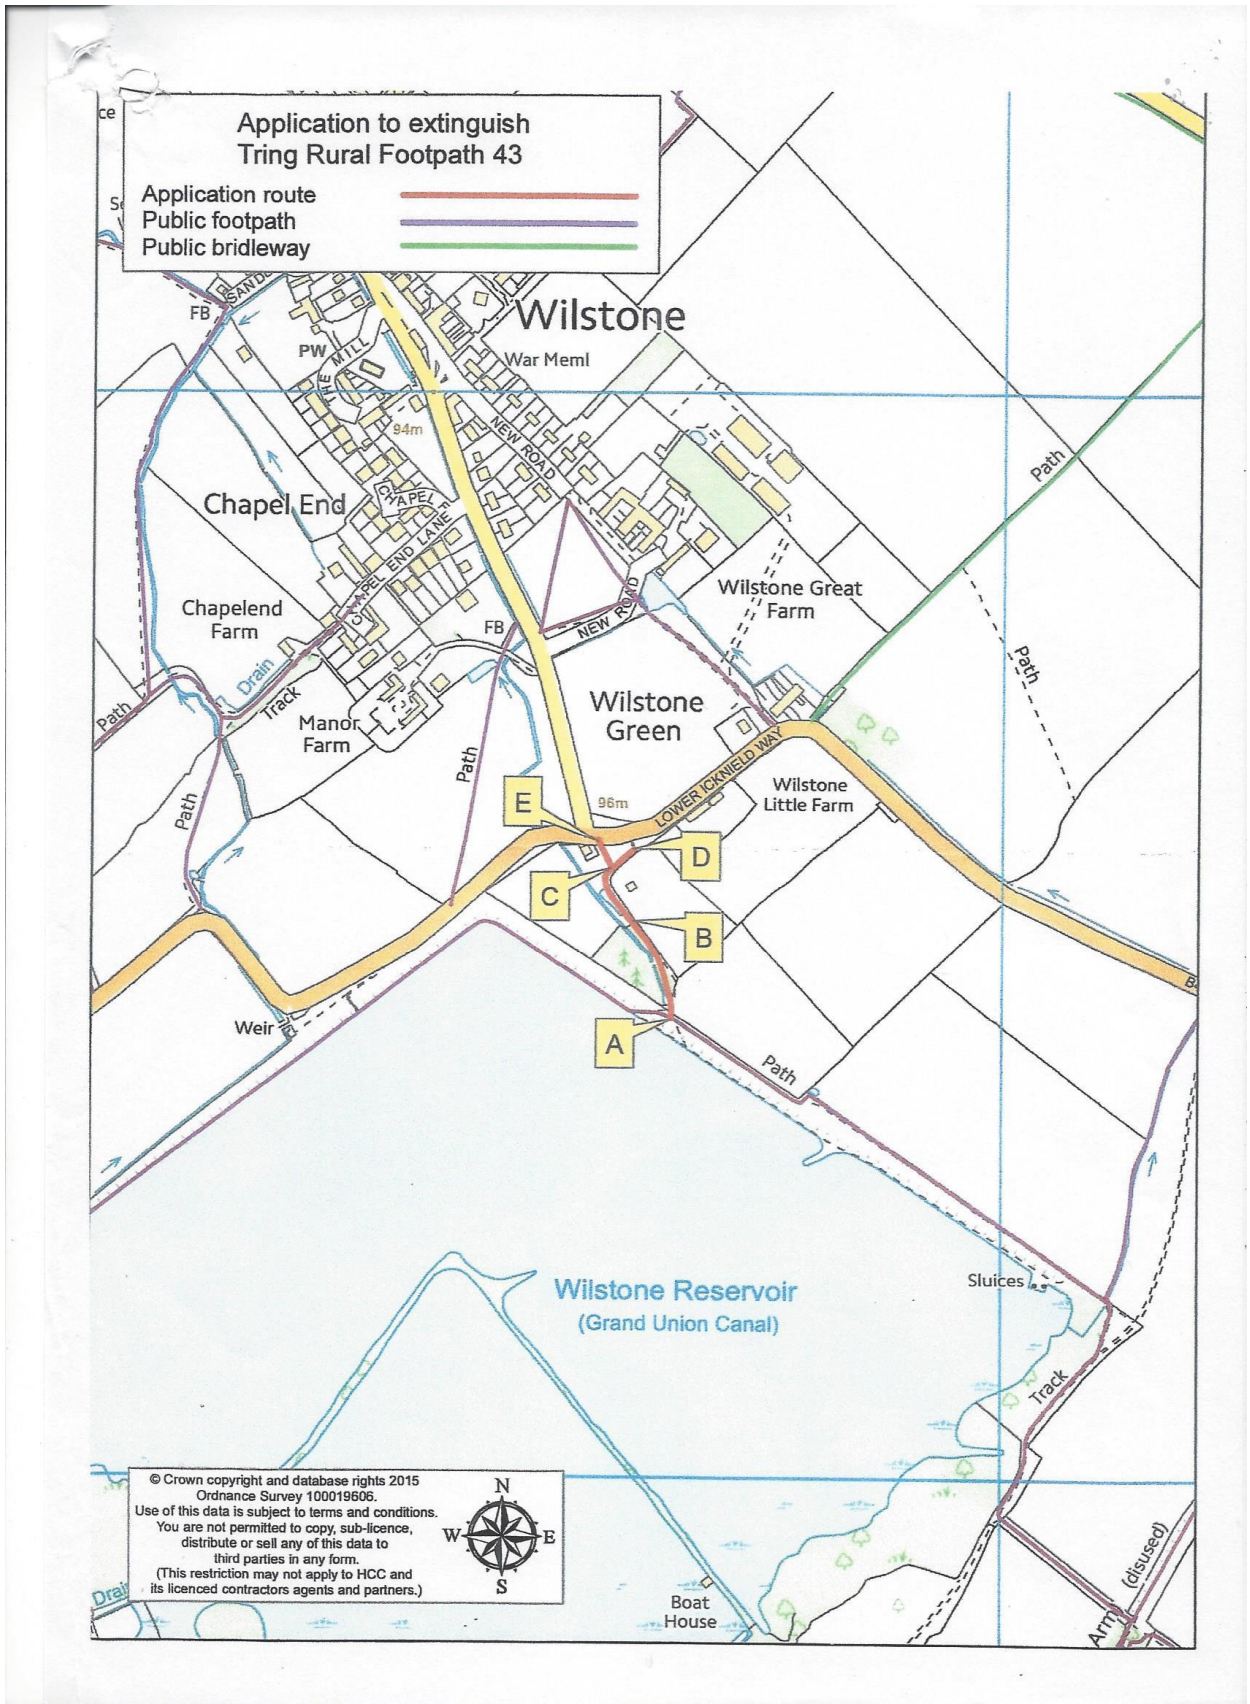 ce
Application to extinguish
Tring Rural Footpath 43
Application route
Public footpath
Public bridleway
FB
Wilstone
PW
THE MILL
War Meml
94m
NEW ROAD
Path
Chapel End
CHAPEL
CHAPEL END LANE
Chapelend
Farm
FB
NEW ROAD
Wilstone Great
Farm
Drain
Track
Path
Manor
Farm
Wilstone
Green
Path
Path
Path
LOWER ICKNIELD WAY
Wilstone
Little Farm
E
96m
D
C
B
A
Weir
B
Path
Sluices
Wilstone Reservoir
(Grand Union Canal)
Track
© Crown copyright and database rights 2015
Ordnance Survey 100019606.
Use of this data is subject to terms and conditions.
You are not permitted to copy, sub-licence,
distribute or sell any of this data to
third parties in any form.
(This restriction may not apply to HCC and
its licenced contractors agents and partners.)
N
W E
S
Drai
Boat
House
Arm
(disused)